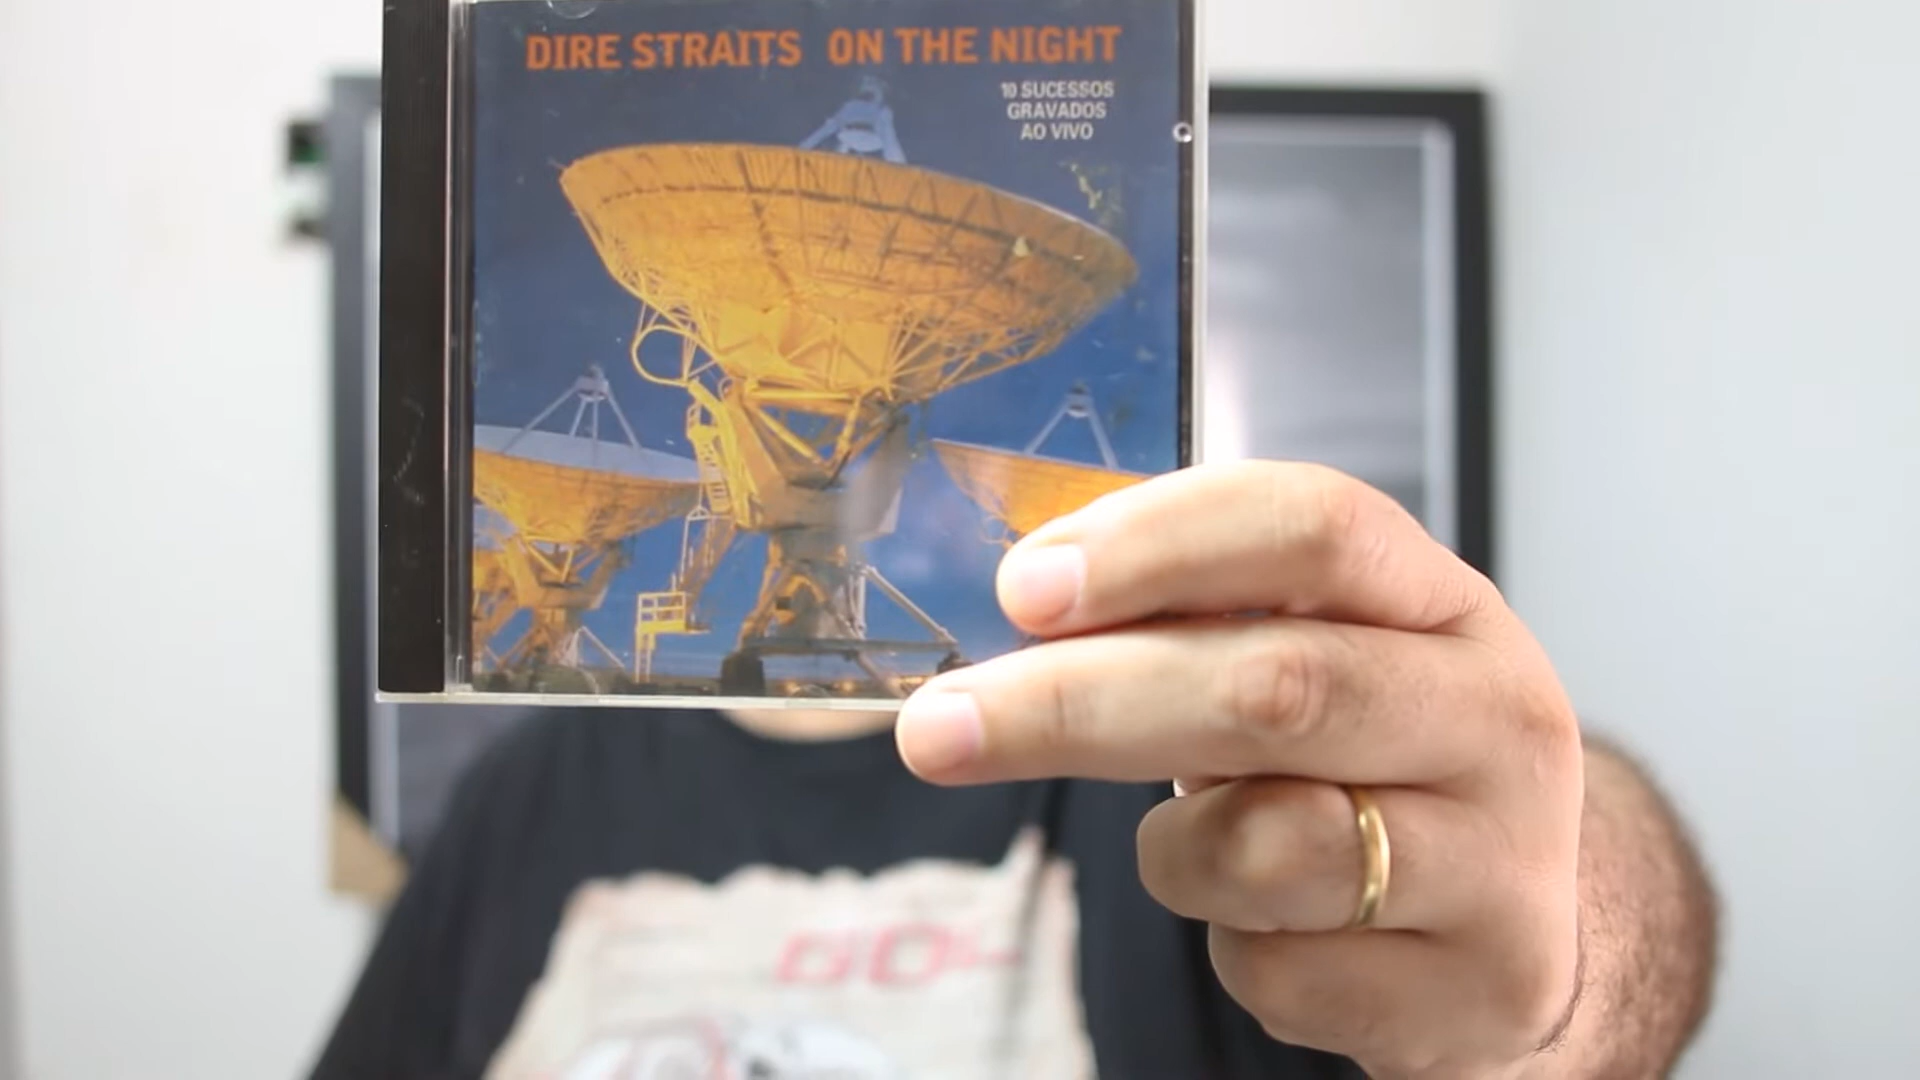 DIRE STRAITS ON THE NIGHT
10 SUCESSOS
GRAVADOS
AO VIVO